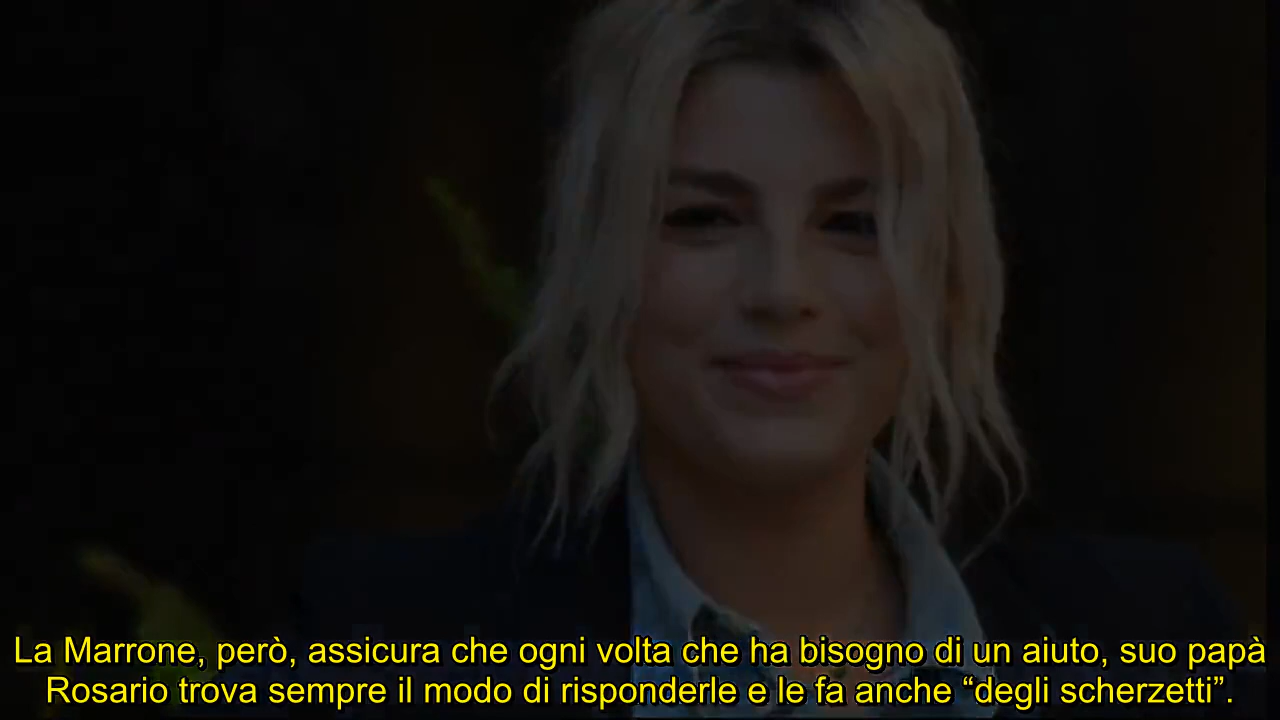 La Marrone, però, assicura che ogni volta che ha bisogno di un aiuto, suo papà
Rosario trova sempre il modo di risponderle e le fa anche “degli scherzetti”.